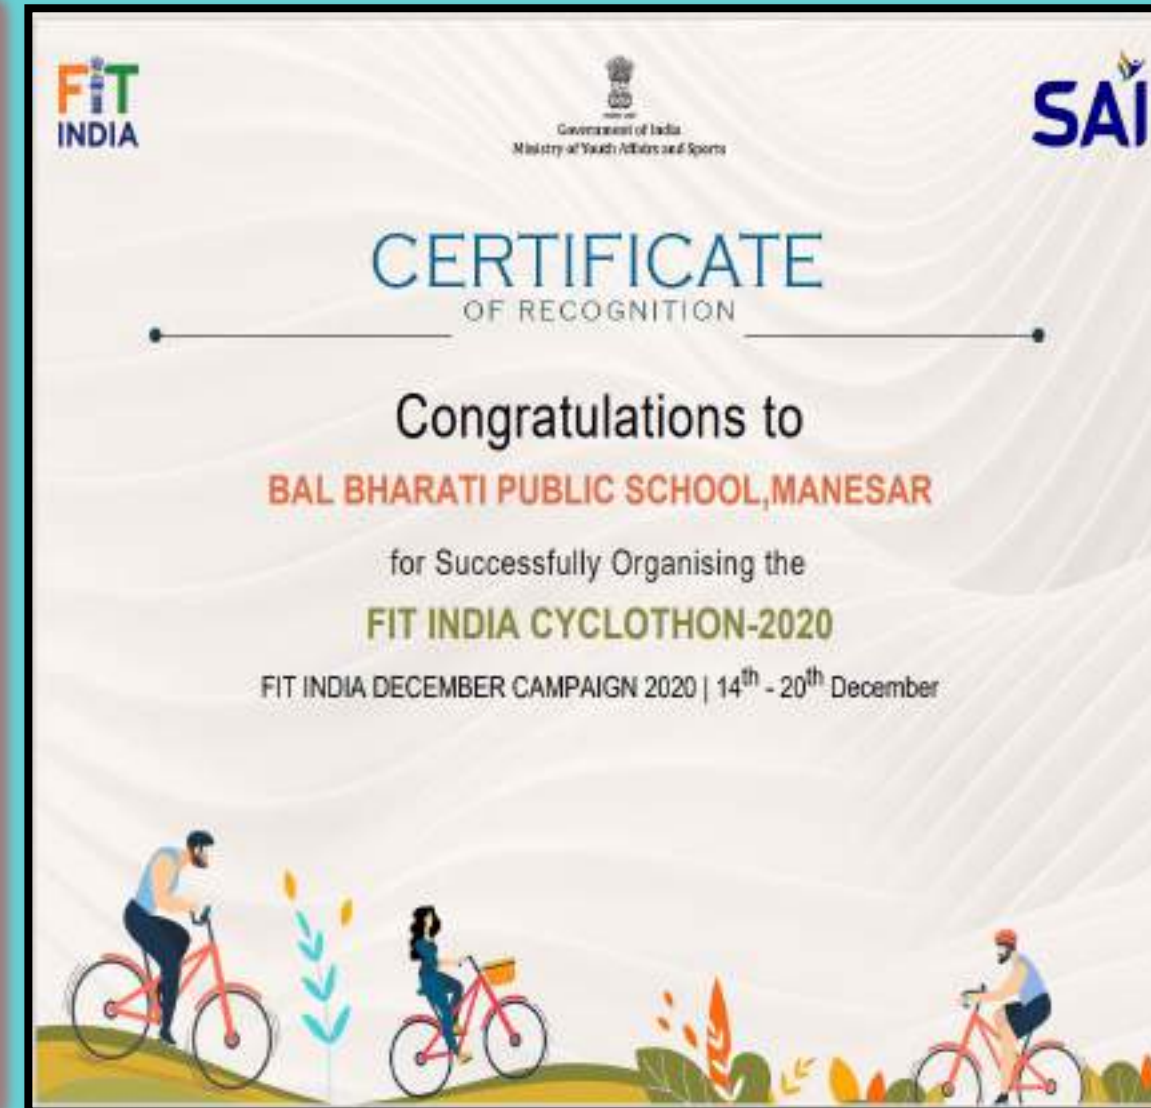 FIT
INDIA
Government of India
Ministry of Youth Affairs and Sports
SAI
CERTIFICATE
OF RECOGNITION
Congratulations to
BAL BHARATI PUBLIC SCHOOL,MANESAR
for Successfully Organising the
FIT INDIA CYCLOTHON-2020
FIT INDIA DECEMBER CAMPAIGN 2020 | 14th - 20th December